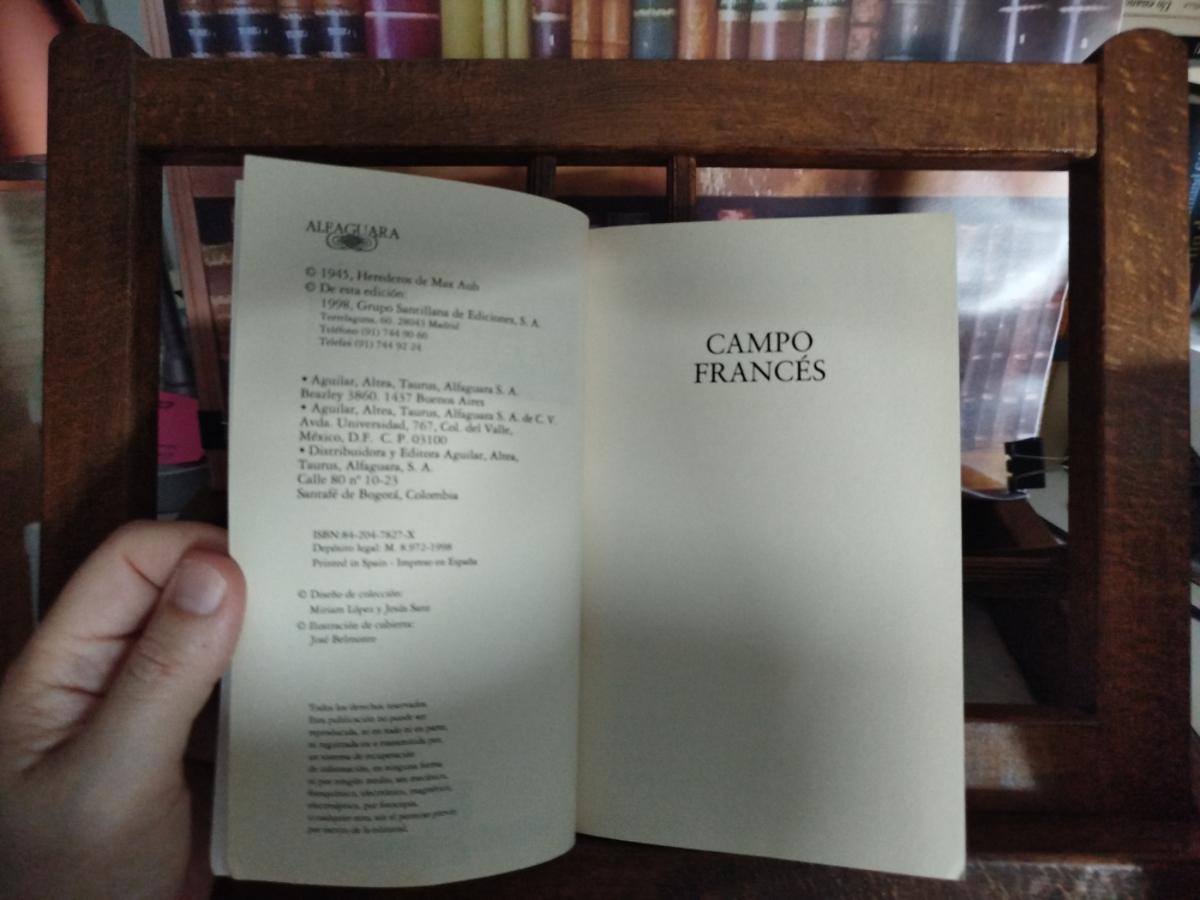 ALFAGUARA
© 1945, Herederos de Max Aub
© De esta edición:
1998, Grupo Santillana de Ediciones, S. A.
Torrelaguna, 60. 28043 Madrid
Teléfono (91) 744 90 60
Telefax (91) 744 92 24
• Aguilar, Altea, Taurus, Alfaguara S. A.
Beazley 3860. 1437 Buenos Aires
• Aguilar, Altea, Taurus, Alfaguara S. A. de C. V.
Avda. Universidad, 767, Col. del Valle,
México, D.F. C. P. 03100
• Distribuidora y Editora Aguilar, Altea,
Taurus, Alfaguara, S. A.
Calle 80 nº 10-23
Santafé de Bogotá, Colombia
ISBN:84-204-7827-X
Depósito legal: M. 8.972-1998
Printed in Spain - Impreso en España
© Diseño de colección:
Miriam López y Jesús Sanz
© Ilustración de cubierta:
José Belmonte
Todos los derechos reservados.
Esta publicación no puede ser
reproducida, ni en todo ni en parte,
ni registrada en o transmitida por,
un sistema de recuperación
de información, en ninguna forma
ni por ningún medio, sea mecánico,
fotoquímico, electrónico, magnético,
electroóptico, por fotocopia,
o cualquier otro, sin el permiso previo
por escrito de la editorial.
CAMPO
FRANCÉS